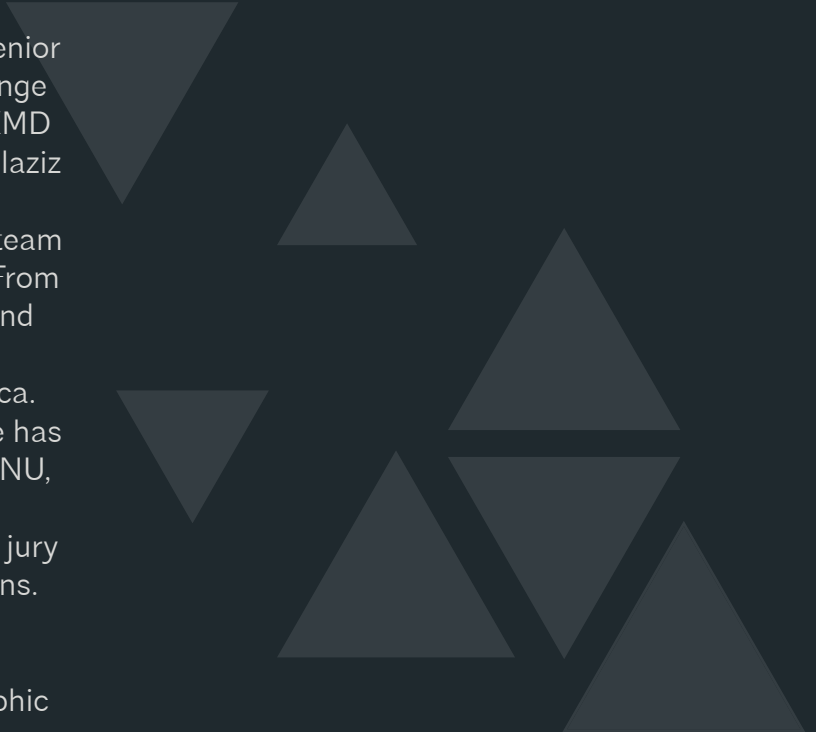 enior
nge
MD
laziz
team
From
nd
ca.
e has
NU,
jury
ns.
phic